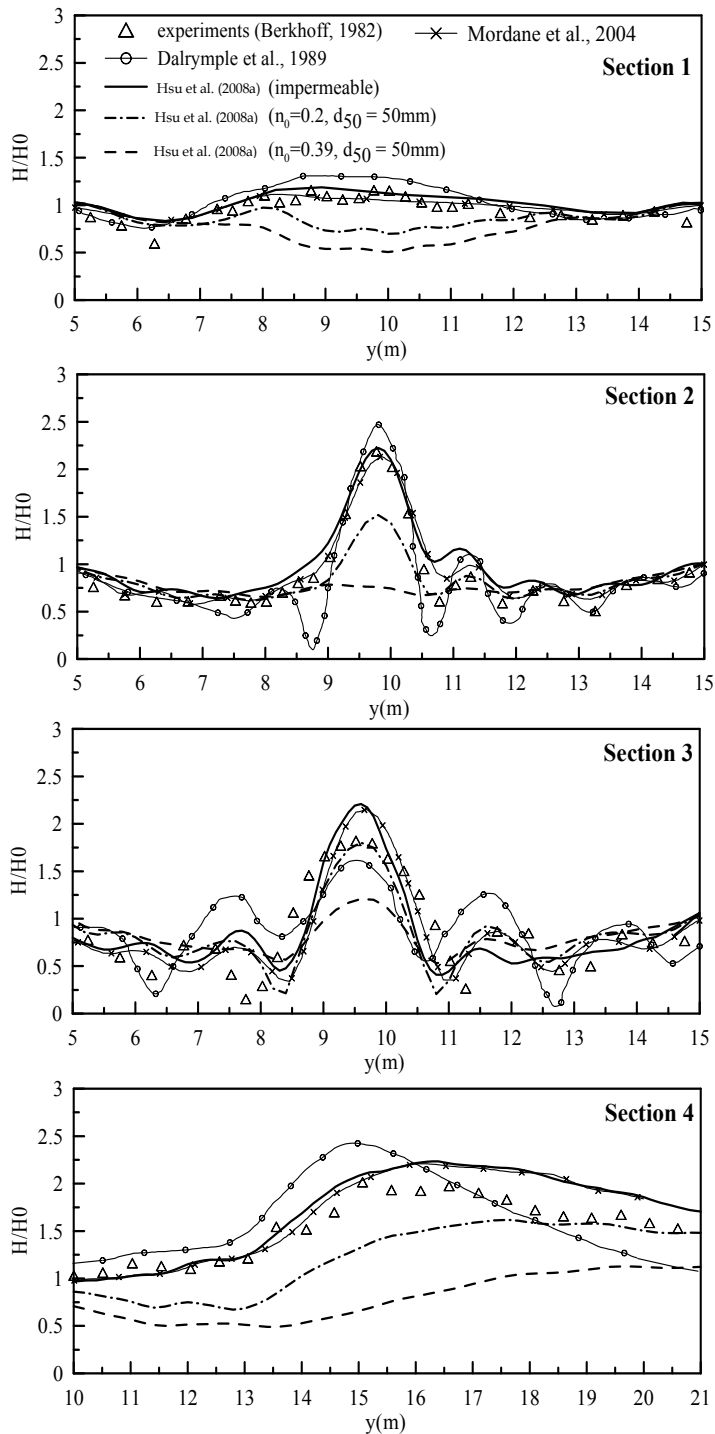 experiments (Berkhoff, 1982)
Mordane et al., 2004
Dalrymple et al., 1989
Hsu et al. (2008a) (impermeable)
Hsu et al. (2008a) (n0=0.2, d50 = 50mm)
Hsu et al. (2008a) (n0=0.39, d50 = 50mm)
Section 1
H/H0
3
2.5
2
1.5
1
0.5
0
5 6 7 8 9 10 11 12 13 14 15
y(m)
Section 2
H/H0
3
2.5
2
1.5
1
0.5
0
5 6 7 8 9 10 11 12 13 14 15
y(m)
Section 3
H/H0
3
2.5
2
1.5
1
0.5
0
5 6 7 8 9 10 11 12 13 14 15
y(m)
Section 4
H/H0
3
2.5
2
1.5
1
0.5
0
10 11 12 13 14 15 16 17 18 19 20 21
y(m)